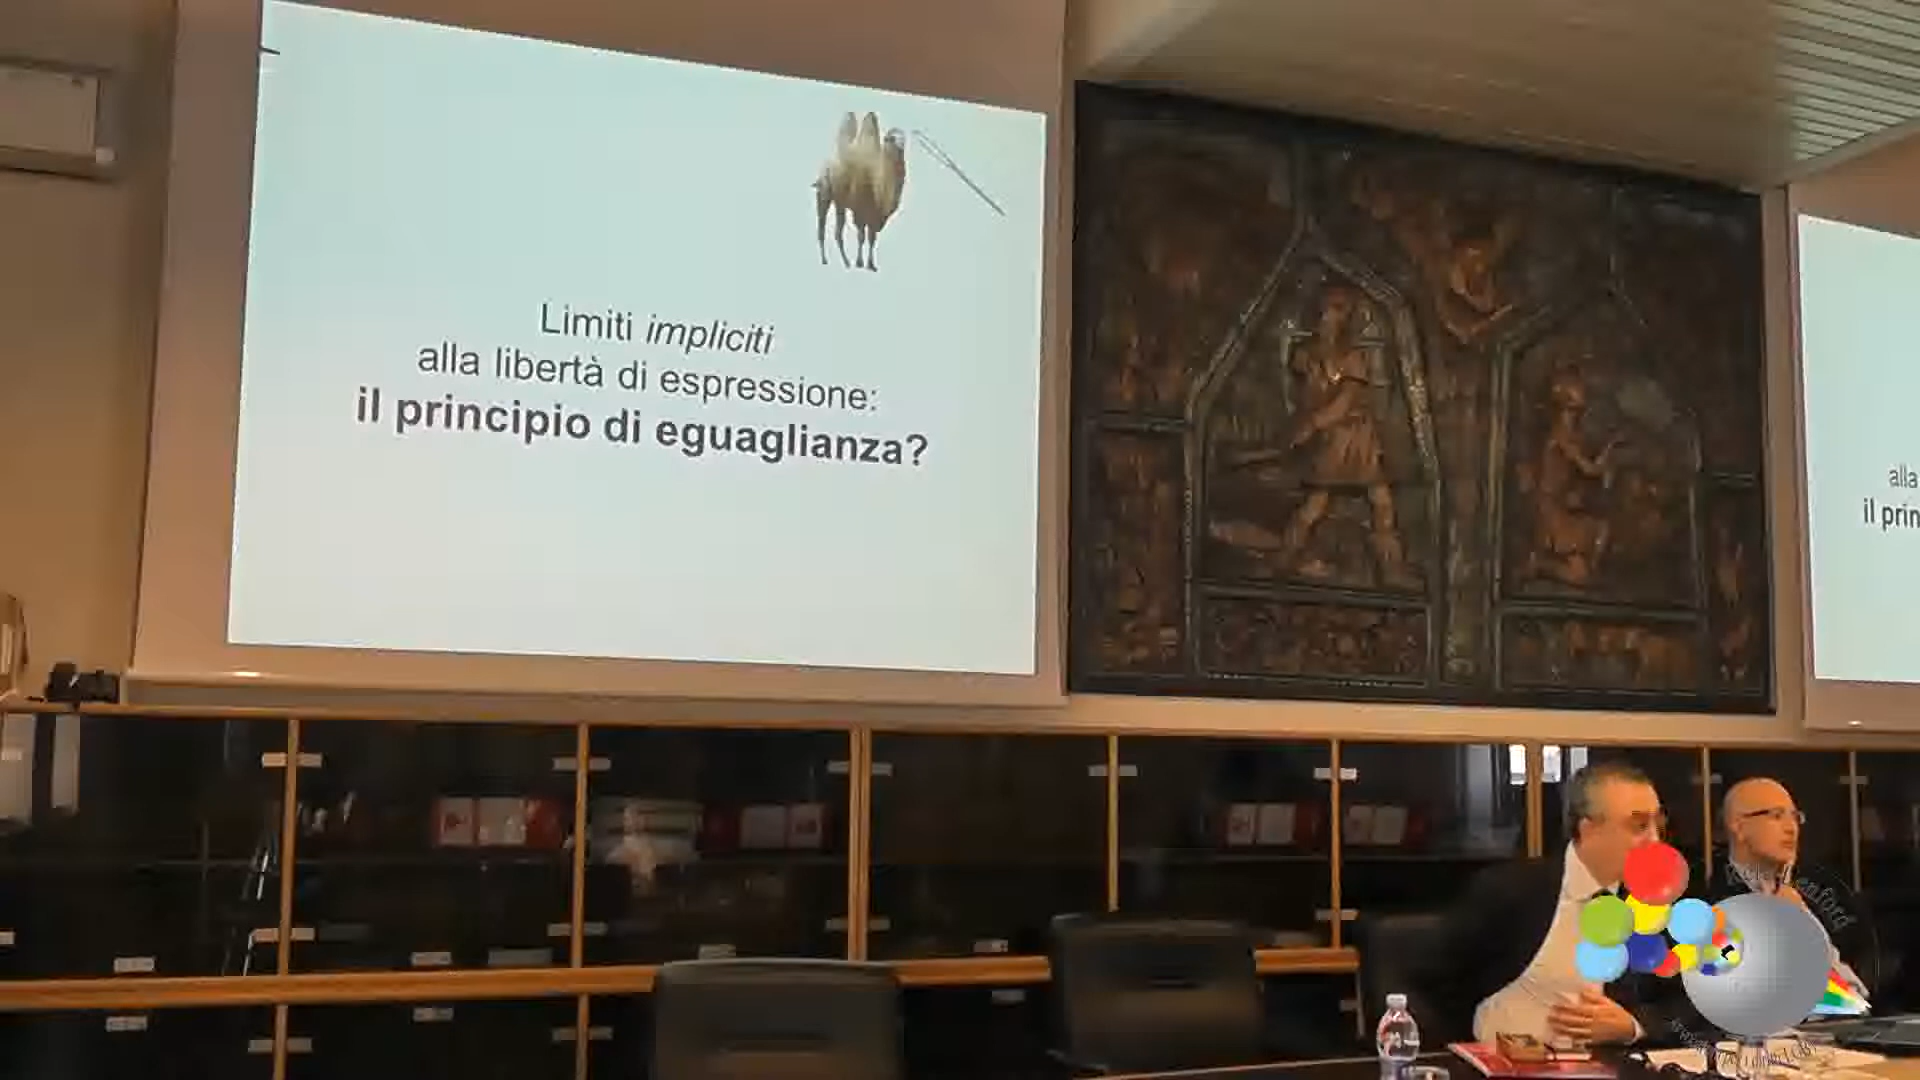 Limiti impliciti
alla libertà di espressione:
il principio di eguaglianza?
alla
il prin